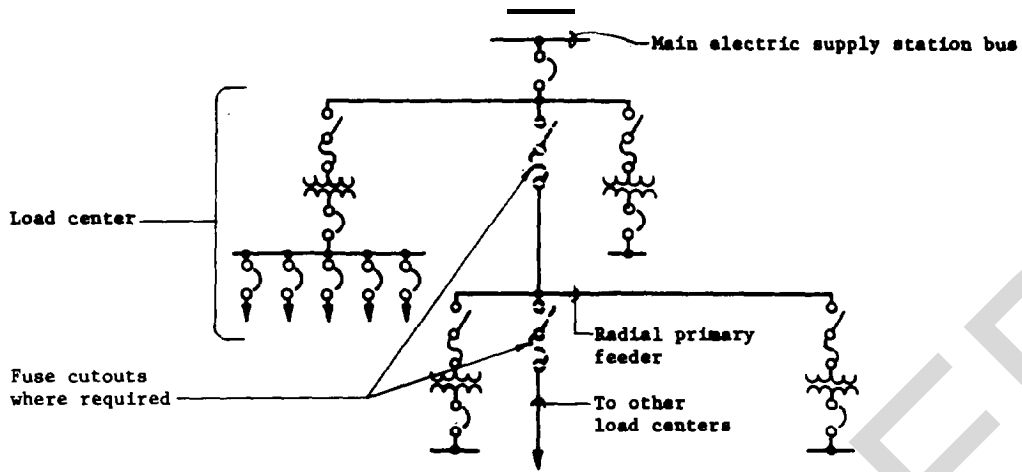 Main electric supply station bus
Load center
Radial primary
feeder
Fuse cutouts
where required
To other
load centers